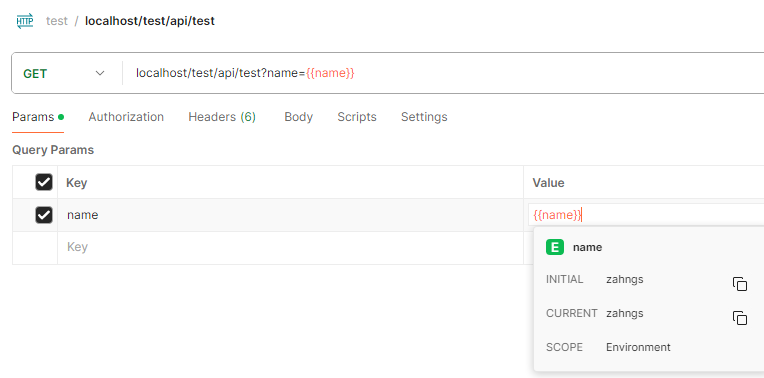 HTTP test / localhost/test/api/test
GET localhost/test/api/test?name={{name}}
Params Authorization Headers (6) Body Scripts Settings
Query Params
Key Value
name {{name}}
Key
E name
INITIAL zahngs
CURRENT zahngs
SCOPE Environment